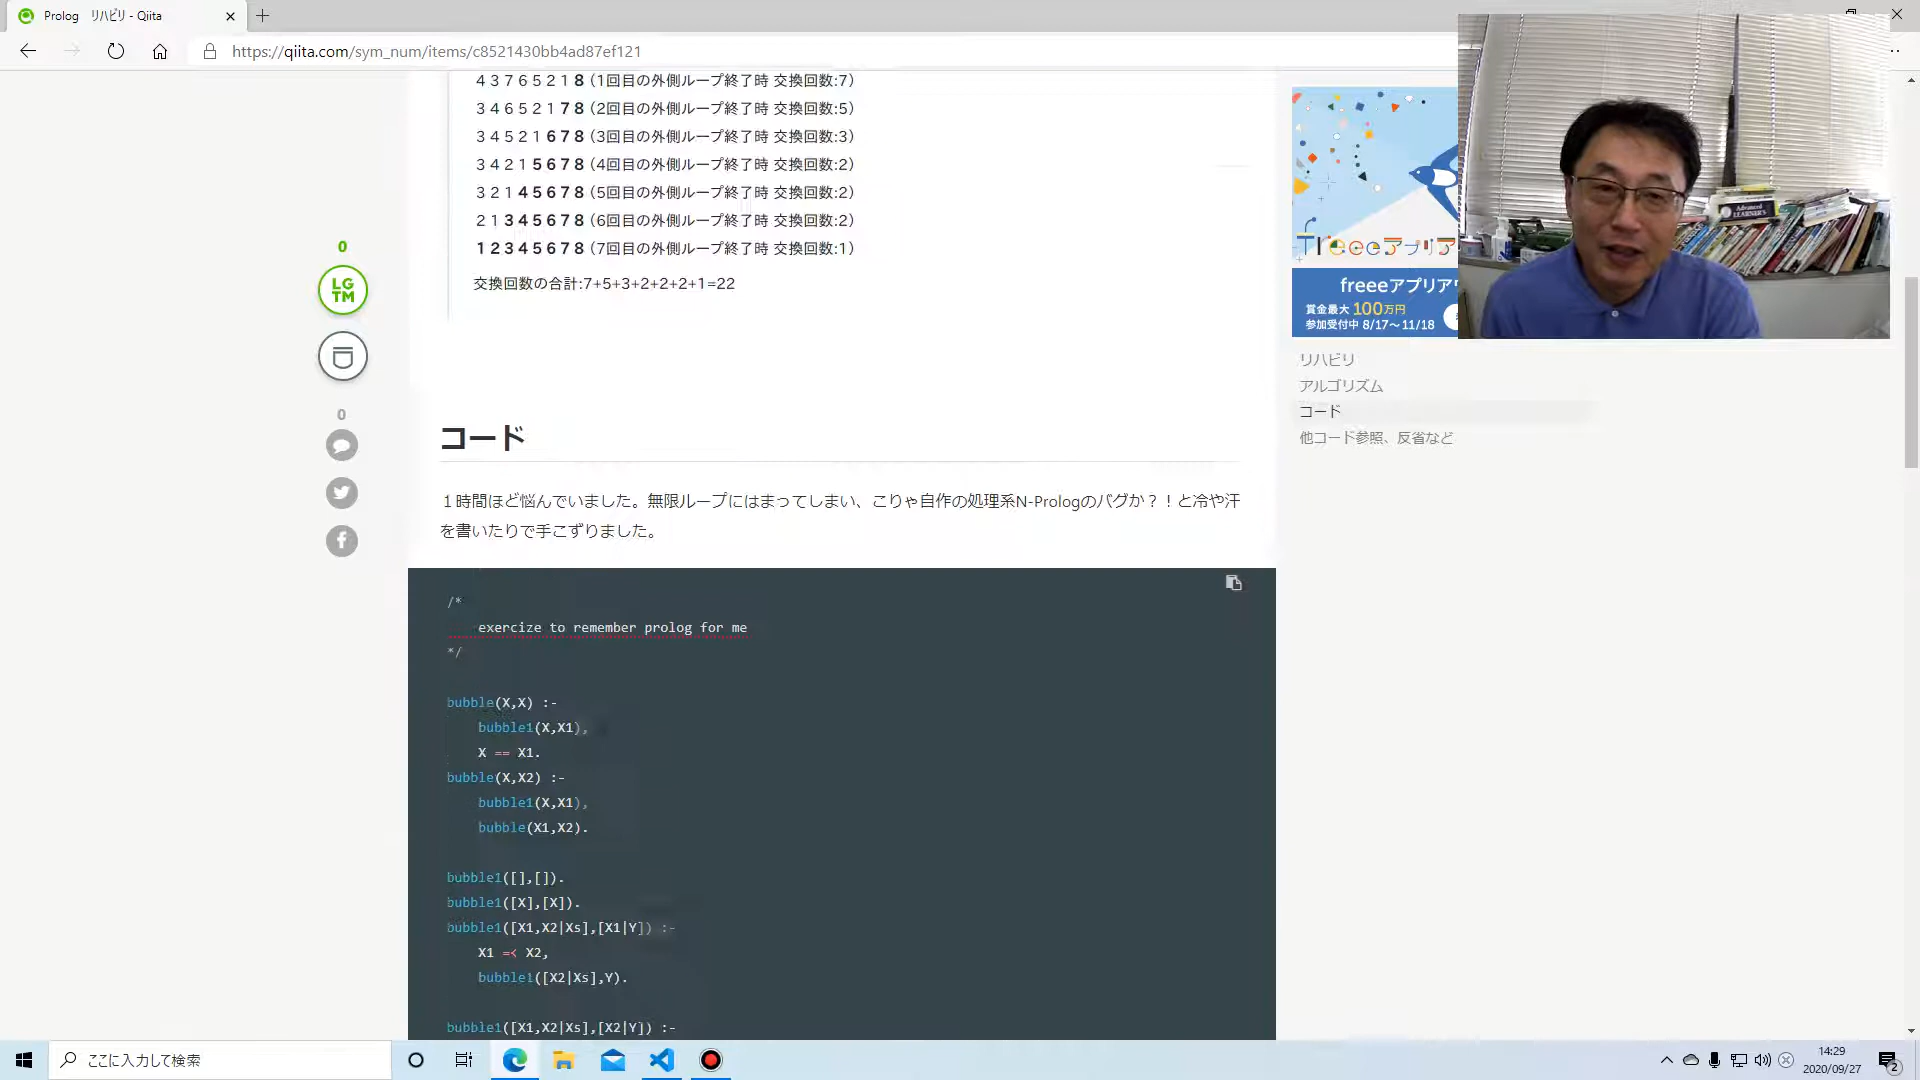 Prolog　リハビリ - Qiita
https://qiita.com/sym_num/items/c8521430bb4ad87ef121
4 3 7 6 5 2 1 8 (1回目の外側ループ終了時 交換回数:7)
3 4 6 5 2 1 7 8 (2回目の外側ループ終了時 交換回数:5)
3 4 5 2 1 6 7 8 (3回目の外側ループ終了時 交換回数:3)
3 4 2 1 5 6 7 8 (4回目の外側ループ終了時 交換回数:2)
3 2 1 4 5 6 7 8 (5回目の外側ループ終了時 交換回数:2)
2 1 3 4 5 6 7 8 (6回目の外側ループ終了時 交換回数:2)
1 2 3 4 5 6 7 8 (7回目の外側ループ終了時 交換回数:1)
交換回数の合計:7+5+3+2+2+2+1=22
0
LG
TM
0
コード
１時間ほど悩んでいました。無限ループにはまってしまい、こりゃ自作の処理系N-Prologのバグか？！と冷や汗
を書いたりで手こずりました。
/*
exercize to remember prolog for me
*/
bubble(X,X) :-
bubble1(X,X1),
X == X1.
bubble(X,X2) :-
bubble1(X,X1),
bubble(X1,X2).
bubble1([],[]).
bubble1([X],[X]).
bubble1([X1,X2|Xs],[X1|Y]) :-
X1 =< X2,
bubble1([X2|Xs],Y).
bubble1([X1,X2|Xs],[X2|Y]) :-
freeeアプリア
freeeアプリア
賞金最大 100万円
参加受付中 8/17～11/18
リハビリ
アルゴリズム
コード
他コード参照、反省など
Advanced
LEARNER'S
ここに入力して検索
14:29
2020/09/27
2